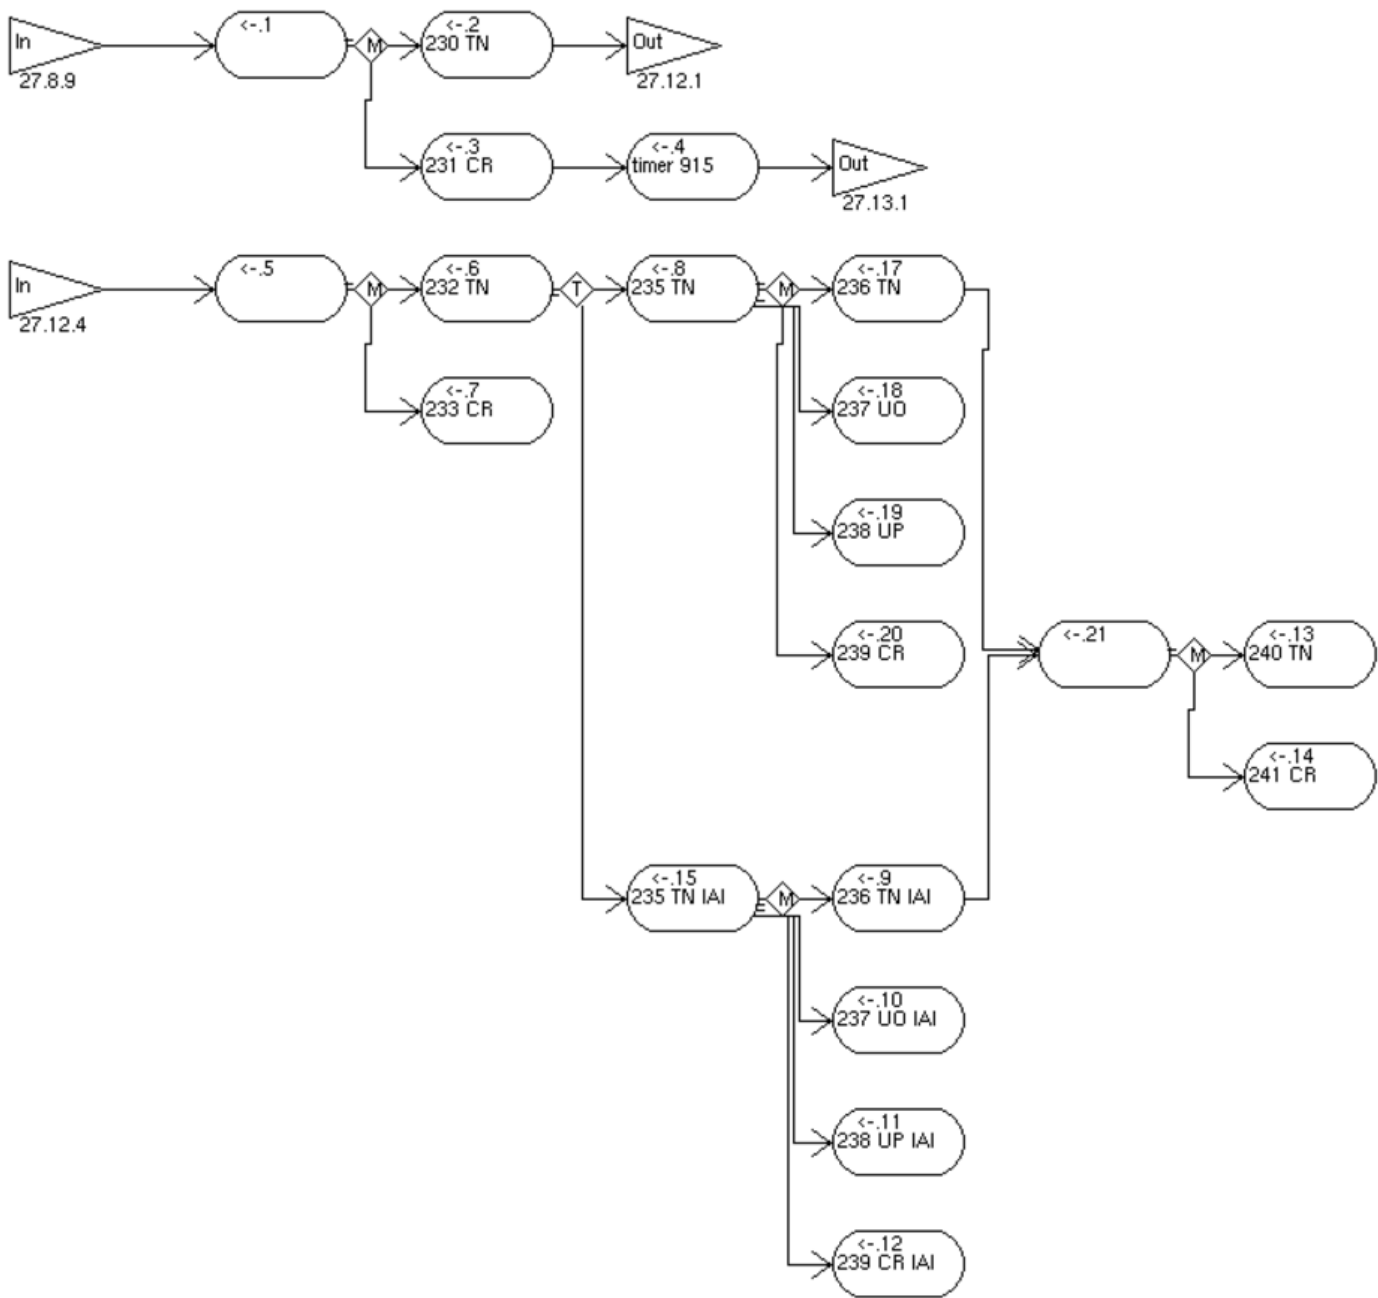 In
27.8.9
<-.1
M
<-.2
230 TN
Out
27.12.1
<-.3
231 CR
<-.4
timer 915
Out
27.13.1
In
27.12.4
<-.5
M
<-.6
232 TN
T
<-.8
235 TN
M
<-.17
236 TN
<-.7
233 CR
<-.18
237 UO
<-.19
238 UP
<-.20
239 CR
<-.21
M
<-.13
240 TN
<-.14
241 CR
<-.15
235 TN IAI
M
<-.9
236 TN IAI
<-.10
237 UO IAI
<-.11
238 UP IAI
<-.12
239 CR IAI